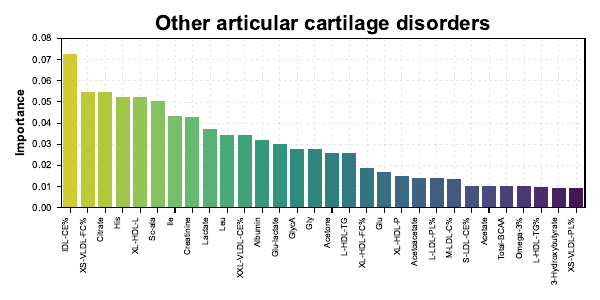 Other articular cartilage disorders
Importance
0.08
0.07
0.06
0.05
0.04
0.03
0.02
0.01
0.00
IDL-CE%
XS-VLDL-FC%
Citrate
His
XL-HDL-L
Sc-ala
Ile
Creatinine
Lactate
Leu
XXL-VLDL-CE%
Albumin
Glu-lactate
GlycA
Gly
Acetone
L-HDL-TG
XL-HDL-FC%
Glu
XL-HDL-P
Acetoacetate
L-LDL-PL%
M-LDL-C%
S-LDL-CE%
Acetate
Total-BCAA
Omega-3%
L-HDL-TG%
3-Hydroxybutyrate
XS-VLDL-PL%